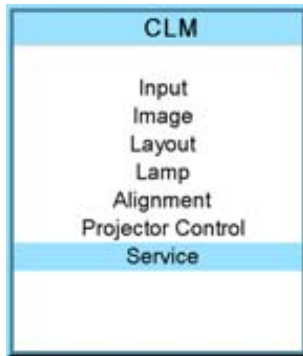 CLM
Input
Image
Layout
Lamp
Alignment
Projector Control
Service